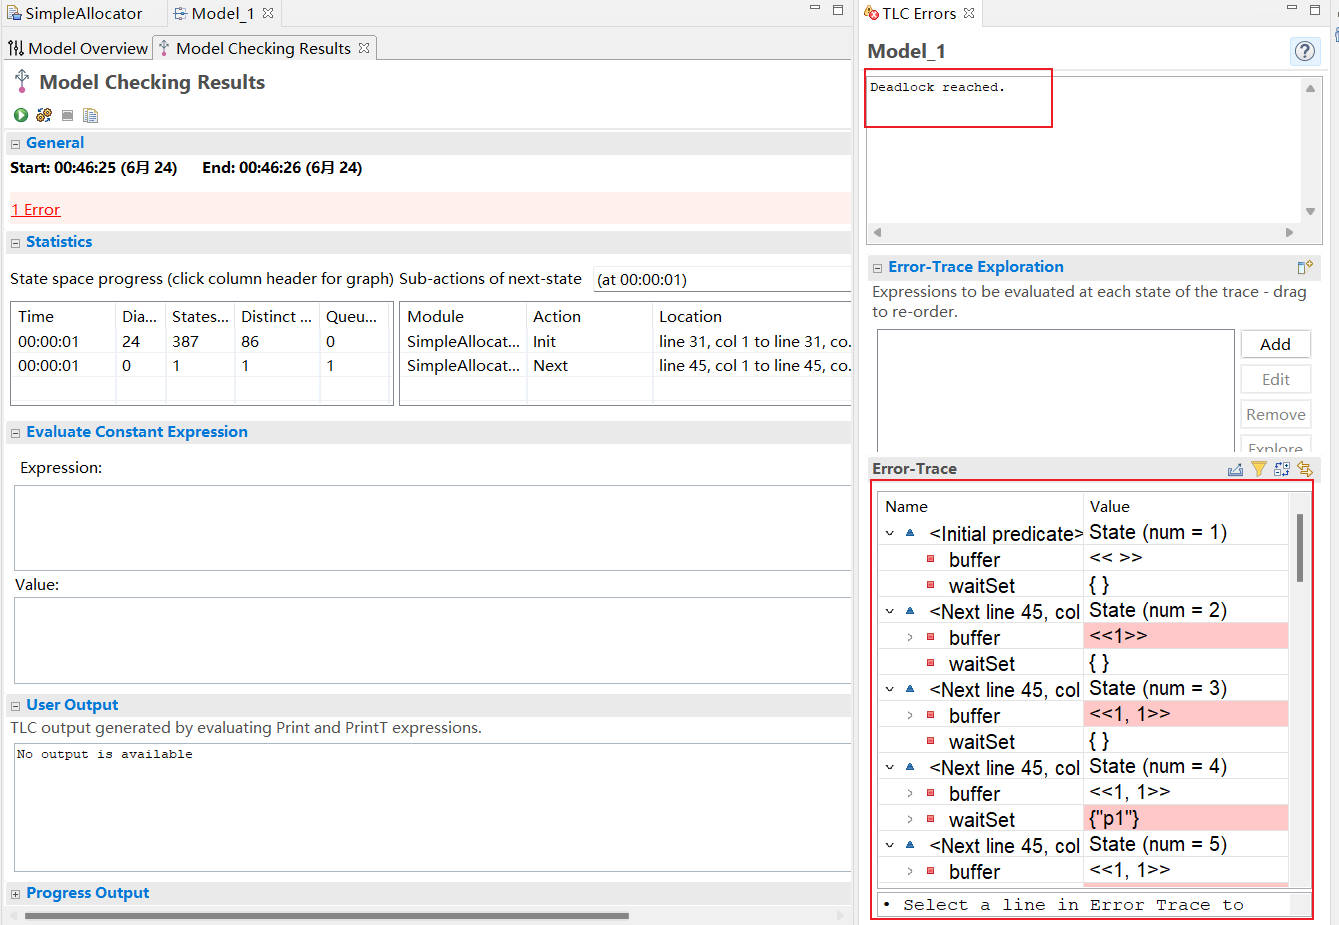 SimpleAllocator
Model_1
Model Overview
Model Checking Results
Model Checking Results
General
Start: 00:46:25 (6月 24)
End: 00:46:26 (6月 24)
1 Error
Statistics
State space progress (click column header for graph)
Sub-actions of next-state
(at 00:00:01)
Time Dia... States... Distinct ... Queu...
00:00:01 24 387 86 0
00:00:01 0 1 1 1
Module Action Location
SimpleAllocat... Init line 31, col 1 to line 31, co.
SimpleAllocat... Next line 45, col 1 to line 45, co.
Evaluate Constant Expression
Expression:
Value:
User Output
TLC output generated by evaluating Print and PrintT expressions.
No output is available
Progress Output
TLC Errors
Model_1
Deadlock reached.
Error-Trace Exploration
Expressions to be evaluated at each state of the trace - drag
to re-order.
Add
Edit
Remove
Explore
Error-Trace
Name Value
<Initial predicate> State (num = 1)
buffer << >>
waitSet { }
<Next line 45, col State (num = 2)
buffer <<1>>
waitSet { }
<Next line 45, col State (num = 3)
buffer <<1, 1>>
waitSet { }
<Next line 45, col State (num = 4)
buffer <<1, 1>>
waitSet {"p1"}
<Next line 45, col State (num = 5)
buffer <<1, 1>>
• Select a line in Error Trace to